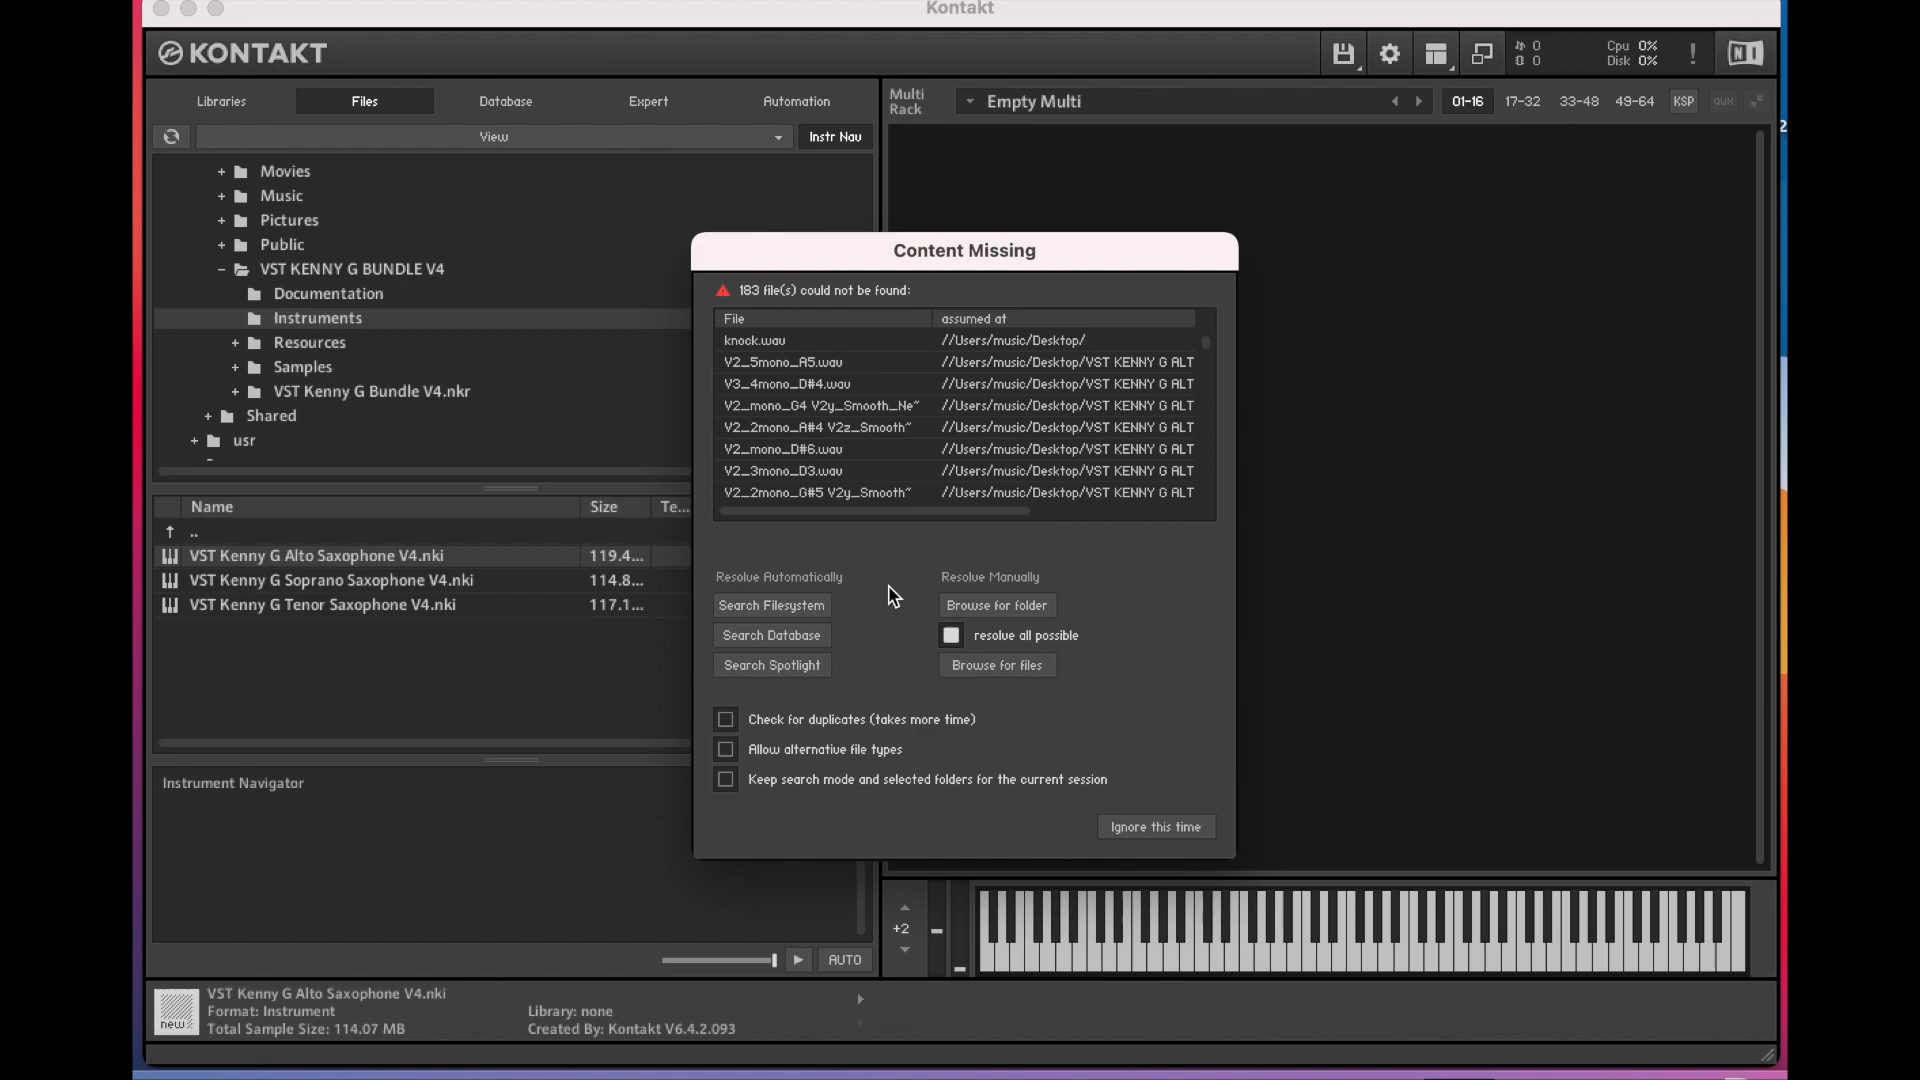 Kontakt
KONTAKT
0
0
Cpu 0%
Disk 0%
!
NI
Libraries
Files
Database
Expert
Automation
View
Instr Nav
Multi
Rack
Empty Multi
01-16
17-32
33-48
49-64
KSP
aux
2
+ Movies
+ Music
+ Pictures
+ Public
– VST KENNY G BUNDLE V4
Documentation
Instruments
+ Resources
+ Samples
+ VST Kenny G Bundle V4.nkr
+ Shared
+ usr
Name
Size
Te...
..
VST Kenny G Alto Saxophone V4.nki
119.4...
VST Kenny G Soprano Saxophone V4.nki
114.8...
VST Kenny G Tenor Saxophone V4.nki
117.1...
Instrument Navigator
Content Missing
183 file(s) could not be found:
File
assumed at
knock.wav
//Users/music/Desktop/
V2_5mono_A5.wav
//Users/music/Desktop/VST KENNY G ALT
V3_4mono_D#4.wav
//Users/music/Desktop/VST KENNY G ALT
V2_mono_G4 V2y_Smooth_Ne~
//Users/music/Desktop/VST KENNY G ALT
V2_2mono_A#4 V2z_Smooth~
//Users/music/Desktop/VST KENNY G ALT
V2_mono_D#6.wav
//Users/music/Desktop/VST KENNY G ALT
V2_3mono_D3.wav
//Users/music/Desktop/VST KENNY G ALT
V2_2mono_G#5 V2y_Smooth~
//Users/music/Desktop/VST KENNY G ALT
Resolve Automatically
Resolve Manually
Search Filesystem
Browse for folder
Search Database
resolve all possible
Search Spotlight
Browse for files
Check for duplicates (takes more time)
Allow alternative file types
Keep search mode and selected folders for the current session
Ignore this time
+2
AUTO
new
VST Kenny G Alto Saxophone V4.nki
Format: Instrument
Total Sample Size: 114.07 MB
Library: none
Created By: Kontakt V6.4.2.093